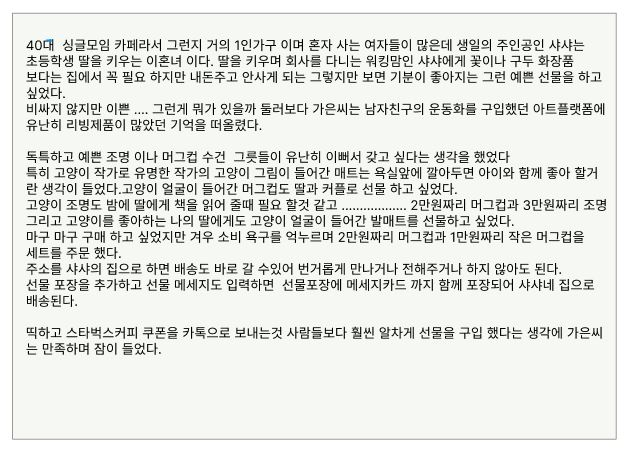 40대  싱글모임 카페라서 그런지 거의 1인가구 이며 혼자 사는 여자들이 많은데 생일의 주인공인 샤샤는
초등학생 딸을 키우는 이혼녀 이다. 딸을 키우며 회사를 다니는 워킹맘인 샤샤에게 꽃이나 구두 화장품
보다는 집에서 꼭 필요 하지만 내돈주고 안사게 되는 그렇지만 보면 기분이 좋아지는 그런 예쁜 선물을 하고
싶었다.
비싸지 않지만 이쁜 .... 그런게 뭐가 있을까 둘러보다 가은씨는 남자친구의 운동화를 구입했던 아트플랫폼에
유난히 리빙제품이 많았던 기억을 떠올렸다.
독특하고 예쁜 조명 이나 머그컵 수건  그릇들이 유난히 이뻐서 갖고 싶다는 생각을 했었다
특히 고양이 작가로 유명한 작가의 고양이 그림이 들어간 매트는 욕실앞에 깔아두면 아이와 함께 좋아 할거
란 생각이 들었다.고양이 얼굴이 들어간 머그컵도 딸과 커플로 선물 하고 싶었다.
고양이 조명도 밤에 딸에게 책을 읽어 줄때 필요 할것 같고 .................. 2만원짜리 머그컵과 3만원짜리 조명
그리고 고양이를 좋아하는 나의 딸에게도 고양이 얼굴이 들어간 발매트를 선물하고 싶었다.
마구 마구 구매 하고 싶었지만 겨우 소비 욕구를 억누르며 2만원짜리 머그컵과 1만원짜리 작은 머그컵을
세트를 주문 했다.
주소를 샤샤의 집으로 하면 배송도 바로 갈 수있어 번거롭게 만나거나 전해주거나 하지 않아도 된다.
선물 포장을 추가하고 선물 메세지도 입력하면  선물포장에 메세지카드 까지 함께 포장되어 샤샤네 집으로
배송된다.
띡하고 스타벅스커피 쿠폰을 카톡으로 보내는것 사람들보다 훨씬 알차게 선물을 구입 했다는 생각에 가은씨
는 만족하며 잠이 들었다.